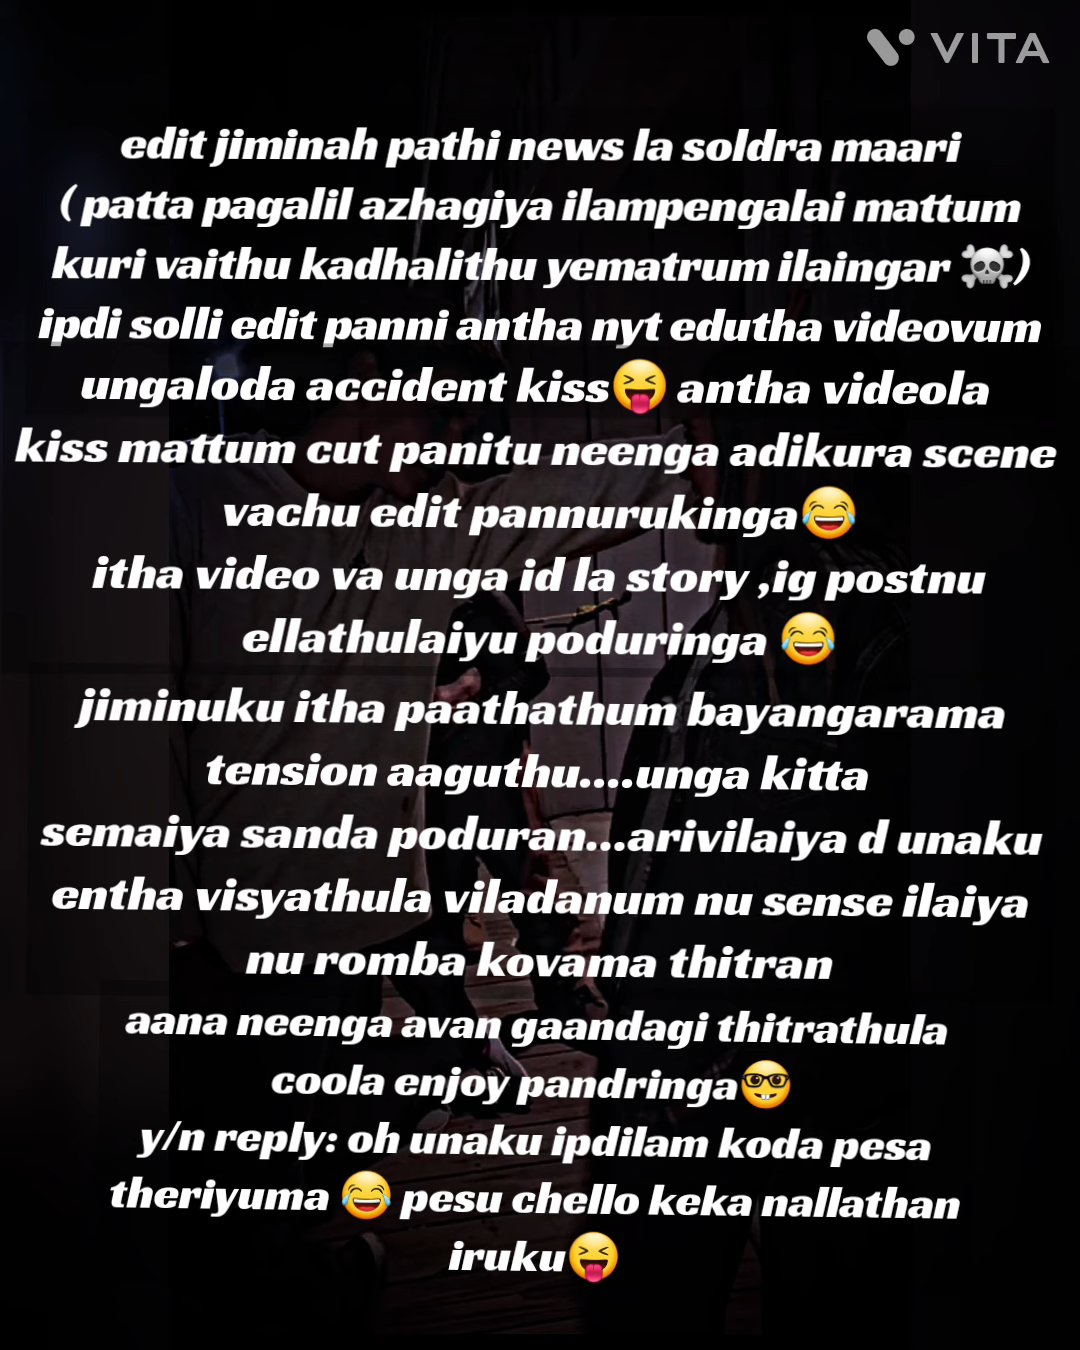 VITA
edit jiminah pathi news la soldra maari
( patta pagalil azhagiya ilampengalai mattum
kuri vaithu kadhalithu yematrum ilaingar ☠️)
ipdi solli edit panni antha nyt edutha videovum
ungaloda accident kiss😝 antha videola
kiss mattum cut panitu neenga adikura scene
vachu edit pannurukinga😂
itha video va unga id la story ,ig postnu
ellathulaiyu poduringa 😂
jiminuku itha paathathum bayangarama
tension aaguthu....unga kitta
semaiya sanda poduran...arivilaiya d unaku
entha visyathula viladanum nu sense ilaiya
nu romba kovama thitran
aana neenga avan gaandagi thitrathula
coola enjoy pandringa🤓
y/n reply: oh unaku ipdilam koda pesa
theriyuma 😂 pesu chello keka nallathan
iruku😝